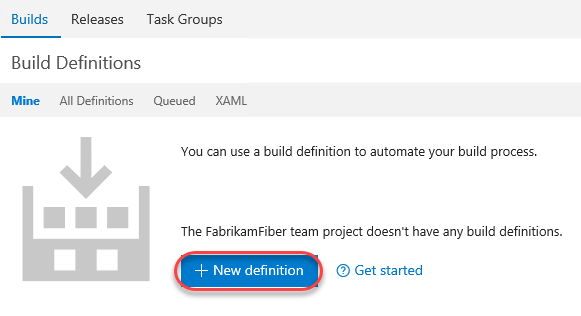 Builds Releases Task Groups
Build Definitions
Mine All Definitions Queued XAML
You can use a build definition to automate your build process.
The FabrikamFiber team project doesn't have any build definitions.
+ New definition ? Get started